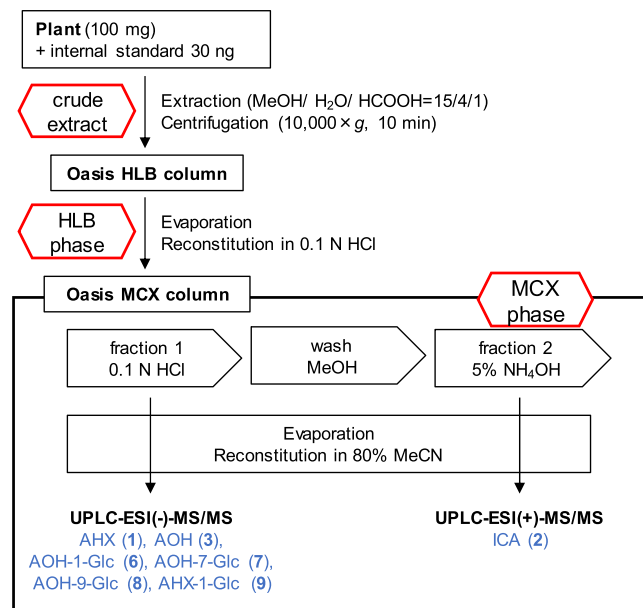 Plant (100 mg)
+ internal standard 30 ng
crude
extract
Extraction (MeOH/ H₂O/ HCOOH=15/4/1)
Centrifugation (10,000 × g, 10 min)
Oasis HLB column
HLB
phase
Evaporation
Reconstitution in 0.1 N HCl
Oasis MCX column
MCX
phase
fraction 1
0.1 N HCl
wash
MeOH
fraction 2
5% NH₄OH
Evaporation
Reconstitution in 80% MeCN
UPLC-ESI(-)-MS/MS
AHX (1), AOH (3),
AOH-1-Glc (6), AOH-7-Glc (7),
AOH-9-Glc (8), AHX-1-Glc (9)
UPLC-ESI(+)-MS/MS
ICA (2)